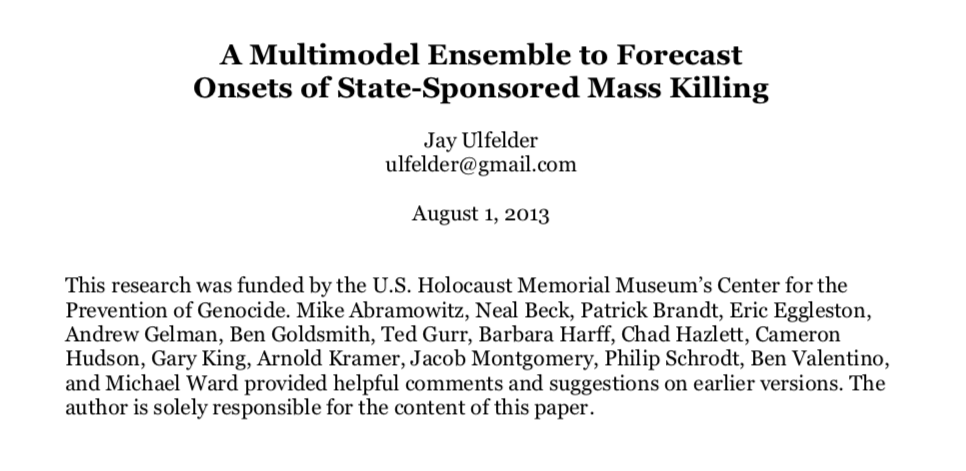 A Multimodel Ensemble to Forecast
Onsets of State-Sponsored Mass Killing
Jay Ulfelder
ulfelder@gmail.com
August 1, 2013
This research was funded by the U.S. Holocaust Memorial Museum’s Center for the
Prevention of Genocide. Mike Abramowitz, Neal Beck, Patrick Brandt, Eric Eggleston,
Andrew Gelman, Ben Goldsmith, Ted Gurr, Barbara Harff, Chad Hazlett, Cameron
Hudson, Gary King, Arnold Kramer, Jacob Montgomery, Philip Schrodt, Ben Valentino,
and Michael Ward provided helpful comments and suggestions on earlier versions. The
author is solely responsible for the content of this paper.